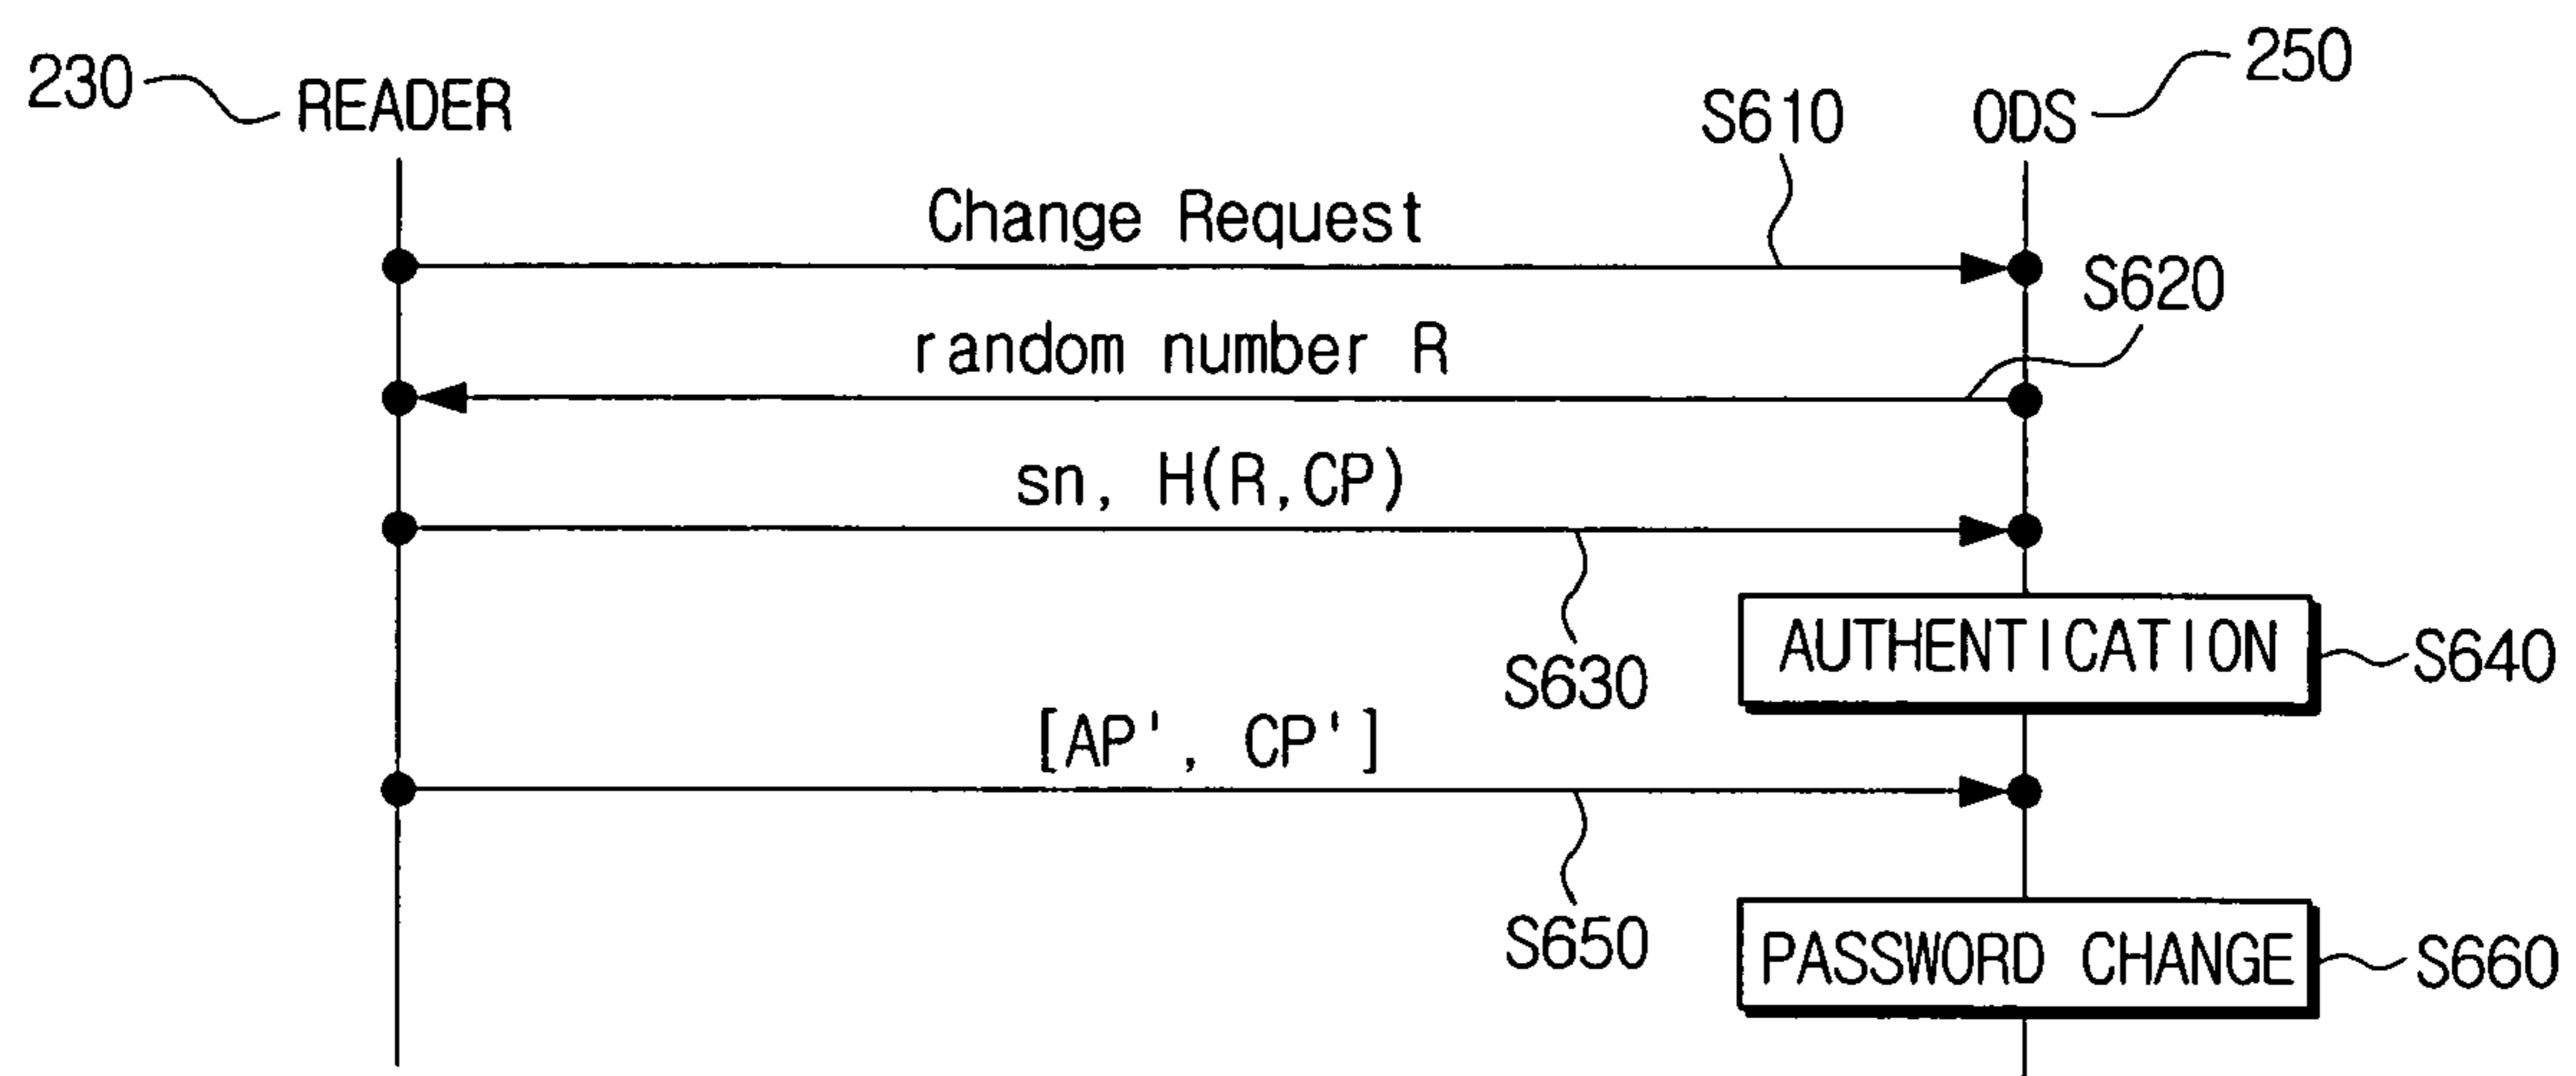 230 READER ODS 250
S610
Change Request
S620
random number R
sn, H(R,CP)
AUTHENTICATION S640
S630
[AP', CP']
S650
PASSWORD CHANGE S660